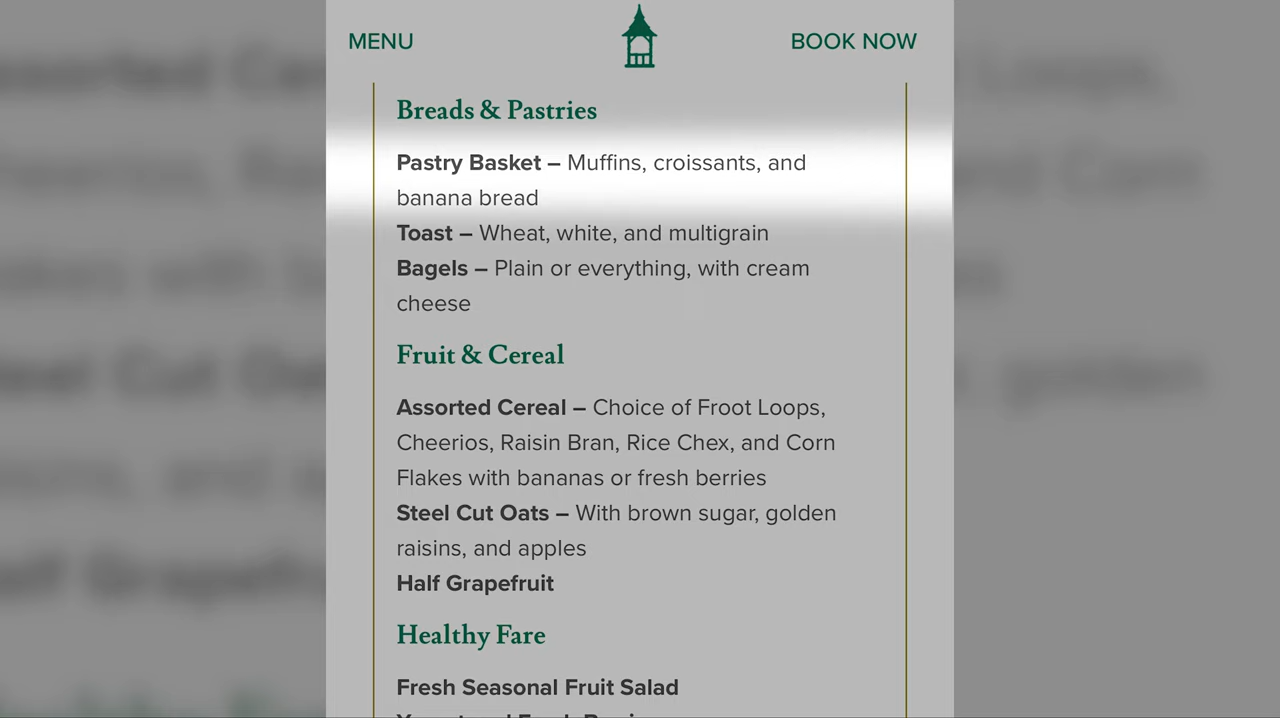 MENU
BOOK NOW
Breads & Pastries
Pastry Basket – Muffins, croissants, and
banana bread
Toast – Wheat, white, and multigrain
Bagels – Plain or everything, with cream
cheese
Fruit & Cereal
Assorted Cereal – Choice of Froot Loops,
Cheerios, Raisin Bran, Rice Chex, and Corn
Flakes with bananas or fresh berries
Steel Cut Oats – With brown sugar, golden
raisins, and apples
Half Grapefruit
Healthy Fare
Fresh Seasonal Fruit Salad